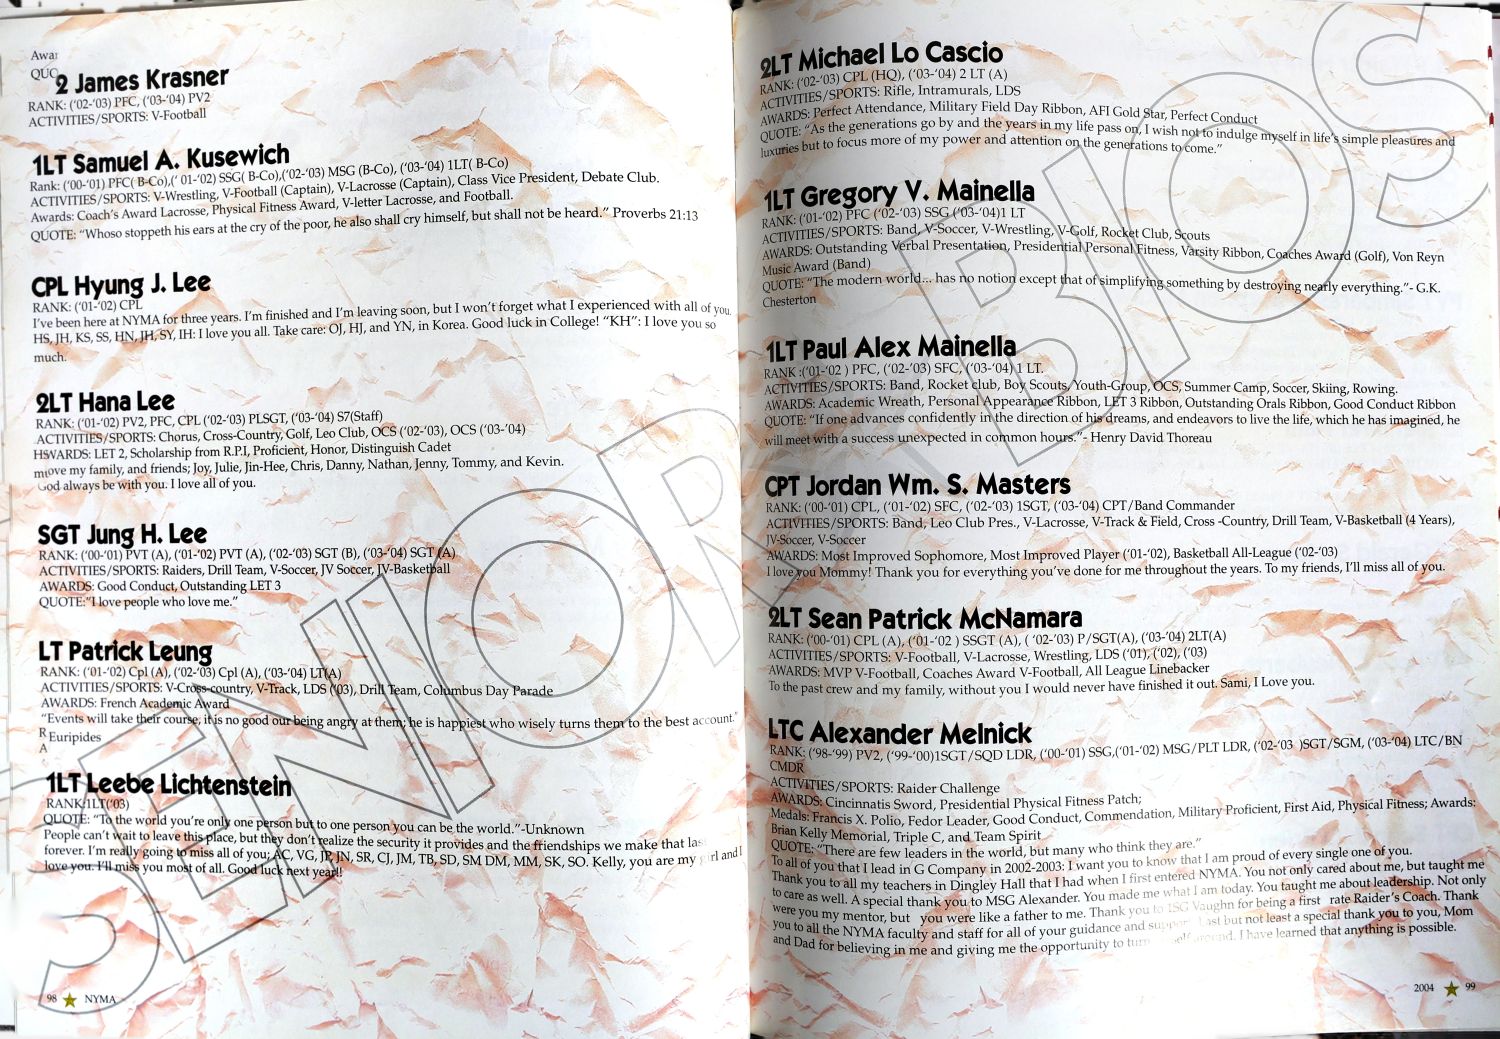 Awar
QUO
2 James Krasner
RANK: ('02-'03) PFC, ('03-'04) PV2
ACTIVITIES/SPORTS: V-Football
1LT Samuel A. Kusewich
Rank: ('00-'01) PFC( B-Co),(' 01-'02) SSG( B-Co),('02-'03) MSG (B-Co), ('03-'04) 1LT( B-Co)
ACTIVITIES/SPORTS: V-Wrestling, V-Football (Captain), V-Lacrosse (Captain), Class Vice President, Debate Club.
Awards: Coach's Award Lacrosse, Physical Fitness Award, V-letter Lacrosse, and Football.
QUOTE: "Whoso stoppeth his ears at the cry of the poor, he also shall cry himself, but shall not be heard." Proverbs 21:13
CPL Hyung J. Lee
RANK: ('01-'02) CPL
I've been here at NYMA for three years. I'm finished and I'm leaving soon, but I won't forget what I experienced with all of you.
HS, JH, KS, SS, HN, JH, SY, IH: I love you all. Take care: OJ, HJ, and YN, in Korea. Good luck in College! "KH": I love you so
much.
2LT Hana Lee
RANK: ('01-'02) PV2, PFC, CPL ('02-'03) PLSGT, ('03-'04) S7(Staff)
ACTIVITIES/SPORTS: Chorus, Cross-Country, Golf, Leo Club, OCS ('02-'03), OCS ('03-'04)
HSWARDS: LET 2, Scholarship from R.P.I, Proficient, Honor, Distinguish Cadet
move my family, and friends; Joy, Julie, Jin-Hee, Chris, Danny, Nathan, Jenny, Tommy, and Kevin.
God always be with you. I love all of you.
SGT Jung H. Lee
RANK: ('00-'01) PVT (A), ('01-'02) PVT (A), ('02-'03) SGT (B), ('03-'04) SGT (A)
ACTIVITIES/SPORTS: Raiders, Drill Team, V-Soccer, JV Soccer, JV-Basketball
AWARDS: Good Conduct, Outstanding LET 3
QUOTE:"I love people who love me."
LT Patrick Leung
RANK: ('01-'02) Cpl (A), ('02-'03) Cpl (A), ('03-'04) LT(A)
ACTIVITIES/SPORTS: V-Cross-country, V-Track, LDS ('03), Drill Team, Columbus Day Parade
AWARDS: French Academic Award
"Events will take their course, it is no good our being angry at them; he is happiest who wisely turns them to the best account."
R Euripides
A
1LT Leebe Lichtenstein
RANK:1LT('03)
QUOTE: "To the world you're only one person but to one person you can be the world."-Unknown
People can't wait to leave this place, but they don't realize the security it provides and the friendships we make that las
forever. I'm really going to miss all of you; AC, VG, JP, JN, SR, CJ, JM, TB, SD, SM DM, MM, SK, SO. Kelly, you are my girl and I
love you. I'll miss you most of all. Good luck next year!!
98 NYMA
SENIOR BIOS
2LT Michael Lo Cascio
RANK: ('02-'03) CPL (HQ), ('03-'04) 2 LT (A)
ACTIVITIES/SPORTS: Rifle, Intramurals, LDS
AWARDS: Perfect Attendance, Military Field Day Ribbon, AFI Gold Star, Perfect Conduct
QUOTE: "As the generations go by and the years in my life pass on, I wish not to indulge myself in life's simple pleasures and
luxuries but to focus more of my power and attention on the generations to come."
1LT Gregory V. Mainella
RANK: ('01-'02) PFC ('02-'03) SSG ('03-'04)1 LT
ACTIVITIES/SPORTS: Band, V-Soccer, V-Wrestling, V-Golf, Rocket Club, Scouts
AWARDS: Outstanding Verbal Presentation, Presidential Personal Fitness, Varsity Ribbon, Coaches Award (Golf), Von Reyn
Music Award (Band)
QUOTE: "The modern world... has no notion except that of simplifying something by destroying nearly everything."- G.K.
Chesterton
1LT Paul Alex Mainella
RANK :('01-'02 ) PFC, ('02-'03) SFC, ('03-'04) 1 LT.
ACTIVITIES/SPORTS: Band, Rocket club, Boy Scouts, Youth-Group, OCS, Summer Camp, Soccer, Skiing, Rowing.
AWARDS: Academic Wreath, Personal Appearance Ribbon, LET 3 Ribbon, Outstanding Orals Ribbon, Good Conduct Ribbon
QUOTE: "If one advances confidently in the direction of his dreams, and endeavors to live the life, which he has imagined, he
will meet with a success unexpected in common hours."- Henry David Thoreau
CPT Jordan Wm. S. Masters
RANK: ('00-'01) CPL, ('01-'02) SFC, ('02-'03) 1SGT, ('03-'04) CPT/Band Commander
ACTIVITIES/SPORTS: Band, Leo Club Pres., V-Lacrosse, V-Track & Field, Cross -Country, Drill Team, V-Basketball (4 Years),
JV-Soccer, V-Soccer
AWARDS: Most Improved Sophomore, Most Improved Player ('01-'02), Basketball All-League ('02-'03)
I love you Mommy! Thank you for everything you've done for me throughout the years. To my friends, I'll miss all of you.
2LT Sean Patrick McNamara
RANK: ('00-'01) CPL (A), ('01-'02 ) SSGT (A), ( '02-'03) P/SGT(A), ('03-'04) 2LT(A)
ACTIVITIES/SPORTS: V-Football, V-Lacrosse, Wrestling, LDS ('01), ('02), ('03)
AWARDS: MVP V-Football, Coaches Award V-Football, All League Linebacker
To the past crew and my family, without you I would never have finished it out. Sami, I Love you.
LTC Alexander Melnick
RANK: ('98-'99) PV2, ('99-'00)1SGT/SQD LDR, ('00-'01) SSG,('01-'02) MSG/PLT LDR, ('02-'03 )SGT/SGM, ('03-'04) LTC/BN
CMDR
ACTIVITIES/SPORTS: Raider Challenge
AWARDS: Cincinnatis Sword, Presidential Physical Fitness Patch;
Medals: Francis X. Polio, Fedor Leader, Good Conduct, Commendation, Military Proficient, First Aid, Physical Fitness; Awards:
Brian Kelly Memorial, Triple C, and Team Spirit
QUOTE: "There are few leaders in the world, but many who think they are."
To all of you that I lead in G Company in 2002-2003: I want you to know that I am proud of every single one of you.
Thank you to all my teachers in Dingley Hall that I had when I first entered NYMA. You not only cared about me, but taught me
to care as well. A special thank you to MSG Alexander. You made me what I am today. You taught me about leadership. Not only
were you my mentor, but you were like a father to me. Thank you to 1SG Vaughn for being a first rate Raider's Coach. Thank
you to all the NYMA faculty and staff for all of your guidance and support. Last but not least a special thank you to you, Mom
and Dad for believing in me and giving me the opportunity to turn myself around. I have learned that anything is possible.
2004 99